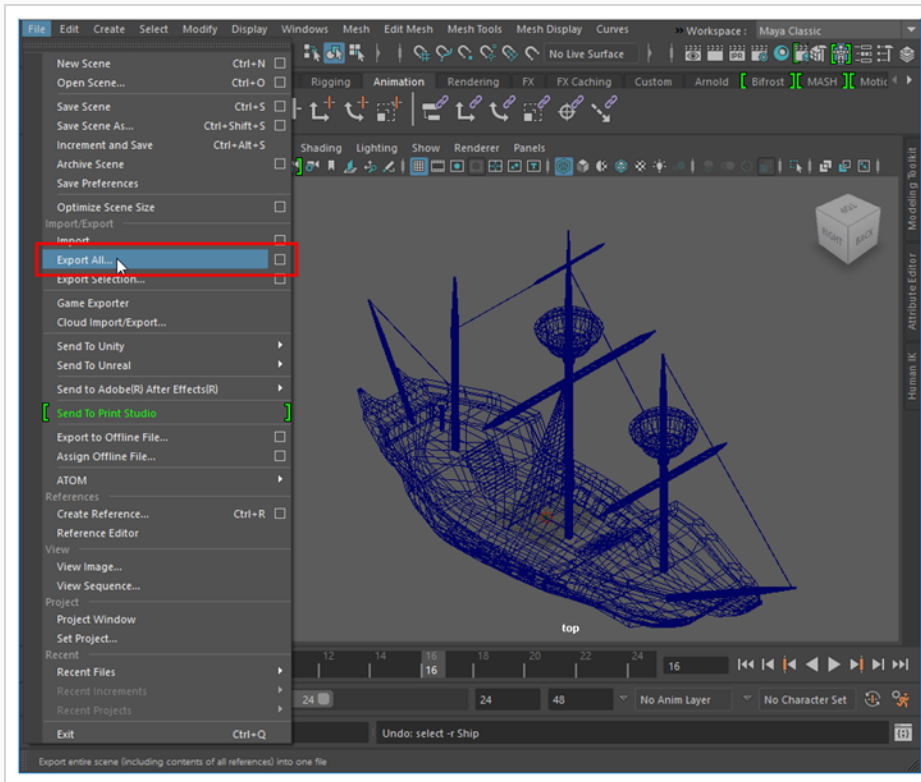 File Edit Create Select Modify Display Windows Mesh Edit Mesh Mesh Tools Mesh Display Curves Workspace : Maya Classic
New Scene Ctrl+N
Open Scene... Ctrl+O
Save Scene Ctrl+S
Save Scene As... Ctrl+Shift+S
Increment and Save Ctrl+Alt+S
Archive Scene
Save Preferences
Optimize Scene Size
Import/Export
Import...
Export All...
Export Selection...
Game Exporter
Cloud Import/Export...
Send To Unity
Send To Unreal
Send to Adobe(R) After Effects(R)
Send To Print Studio
Export to Offline File...
Assign Offline File...
ATOM
References
Create Reference... Ctrl+R
Reference Editor
View
View Image...
View Sequence...
Project
Project Window
Set Project...
Recent
Recent Files
Recent Increments
Recent Projects
Exit Ctrl+Q
No Live Surface
IPR
Rigging Animation Rendering FX FX Caching Custom Arnold Bifrost MASH Motic
Shading Lighting Show Renderer Panels
TOP
RIGHT BACK
Modeling Toolkit
Attribute Editor
Human IK
top
12 14 16 18 20 22 24
16
16
24 24 48 No Anim Layer No Character Set
Undo: select -r Ship
Export entire scene (including contents of all references) into one file